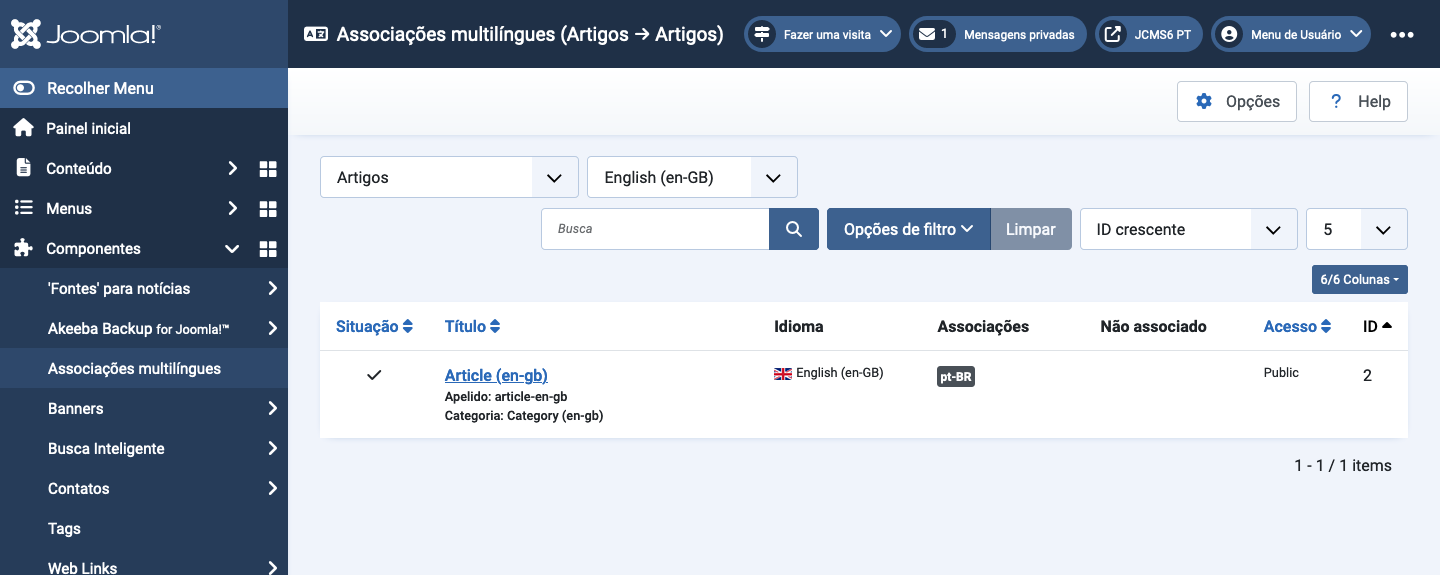 Joomla!®
Associações multilíngues (Artigos → Artigos)
Fazer uma visita
1 Mensagens privadas
JCMS6 PT
Menu de Usuário
Recolher Menu
Painel inicial
Conteúdo
Menus
Componentes
'Fontes' para notícias
Akeeba Backup for Joomla!™
Associações multilíngues
Banners
Busca Inteligente
Contatos
Tags
Web Links
Opções
? Help
Artigos
English (en-GB)
Busca
Opções de filtro
Limpar
ID crescente
5
6/6 Colunas
Situação Título Idioma Associações Não associado Acesso ID
Article (en-gb) English (en-GB) pt-BR Public 2
Apelido: article-en-gb
Categoria: Category (en-gb)
1 - 1 / 1 items